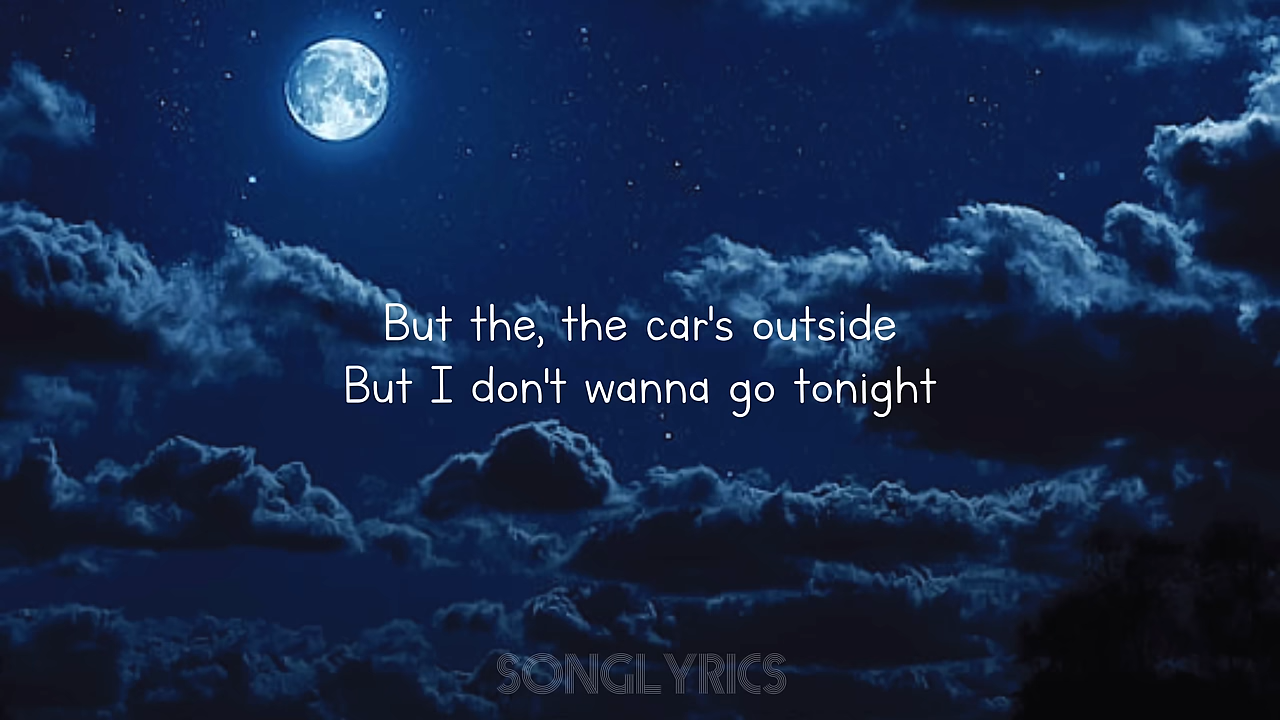 But the, the car's outside
But I don't wanna go tonight
SONGLYRICS